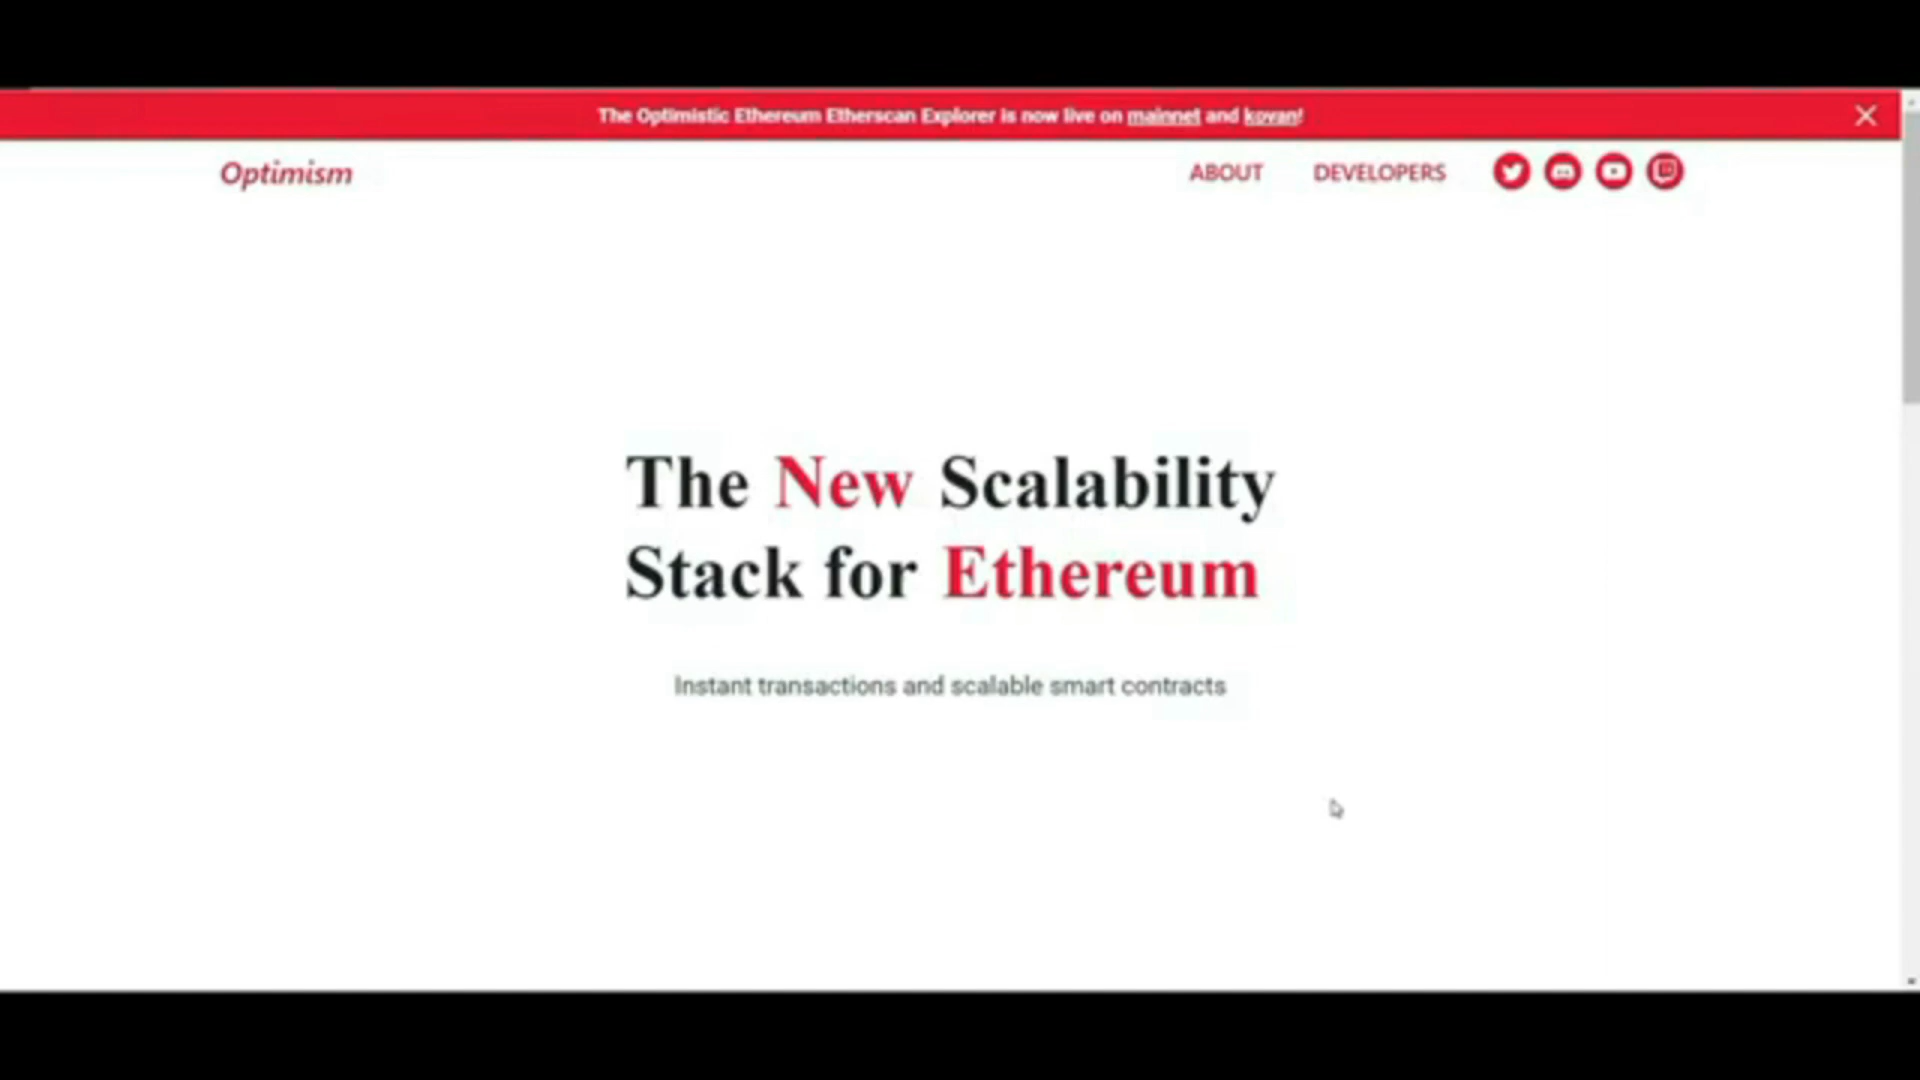 The Optimistic Ethereum Etherscan Explorer is now live on mainnet and kovan!
Optimism
ABOUT
DEVELOPERS
The New Scalability
Stack for Ethereum
Instant transactions and scalable smart contracts